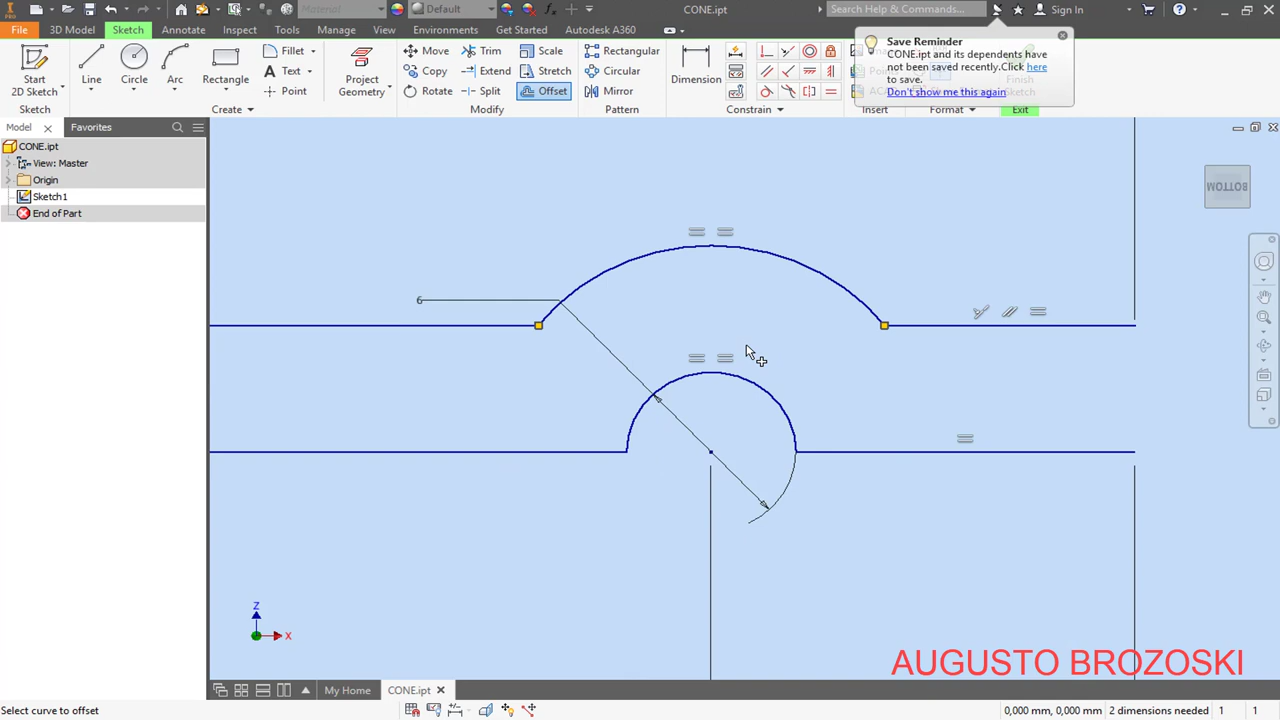 PRO
Material
Default
CONE.ipt
Search Help & Commands...
Sign In
File
3D Model
Sketch
Annotate
Inspect
Tools
Manage
View
Environments
Get Started
Autodesk A360
Start
2D Sketch
Line
Circle
Arc
Rectangle
Fillet
Text
Point
Project
Geometry
Move
Copy
Rotate
Trim
Extend
Split
Scale
Stretch
Offset
Rectangular
Circular
Mirror
Dimension
Finish
Sketch
Sketch
Create
Modify
Pattern
Constrain
Insert
Format
Exit
Save Reminder
CONE.ipt and its dependents have
not been saved recently.Click here
to save.
Don't show me this again
Model
Favorites
CONE.ipt
View: Master
Origin
Sketch1
End of Part
BOTTOM
6
Z
X
AUGUSTO BROZOSKI
My Home
CONE.ipt
Select curve to offset
0,000 mm, 0,000 mm
2 dimensions needed
1
1